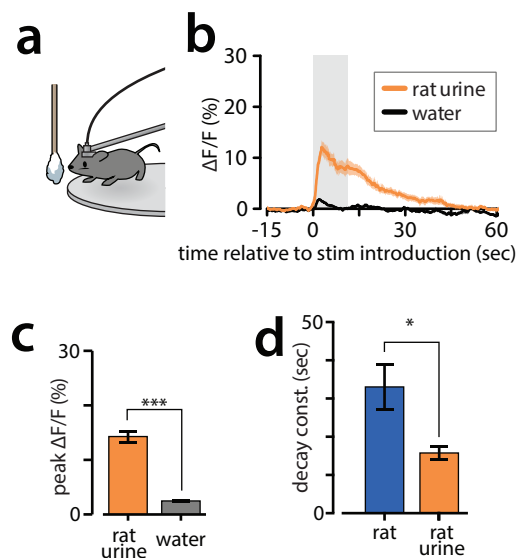 a
b
ΔF/F (%)
30
20
10
0
rat urine
water
-15 0 30 60
time relative to stim introduction (sec)
c
peak ΔF/F (%)
30
0
***
rat
urine
water
d
decay const. (sec)
50
0
*
rat
rat
urine